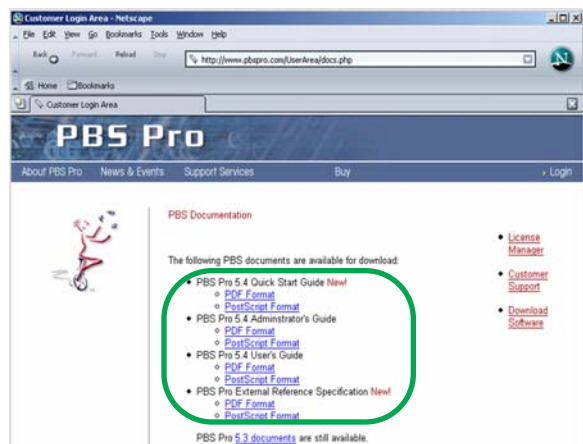 Customer Login Area - Netscape
File Edit View Go Bookmarks Tools Window Help
Back Forward Reload Stop http://www.pbspro.com/UserArea/docs.php
Home Bookmarks
Customer Login Area
PBS Pro
About PBS Pro News & Events Support Services Buy Login
PBS Documentation
The following PBS documents are available for download:
PBS Pro 5.4 Quick Start Guide New!
PDF Format
PostScript Format
PBS Pro 5.4 Adminstrator's Guide
PDF Format
PostScript Format
PBS Pro 5.4 User's Guide
PDF Format
PostScript Format
PBS Pro External Reference Specification New!
PDF Format
PostScript Format
PBS Pro 5.3 documents are still available.
License
Manager
Customer
Support
Download
Software